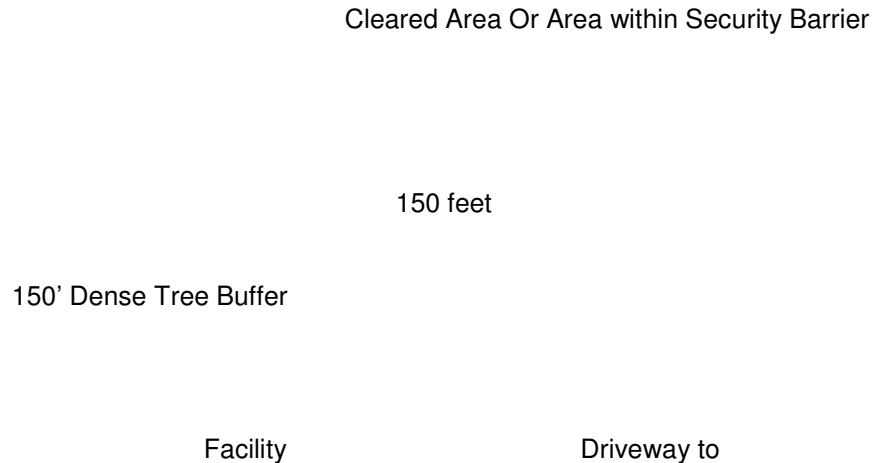 Cleared Area Or Area within Security Barrier
150 feet
150’ Dense Tree Buffer
Facility Driveway to